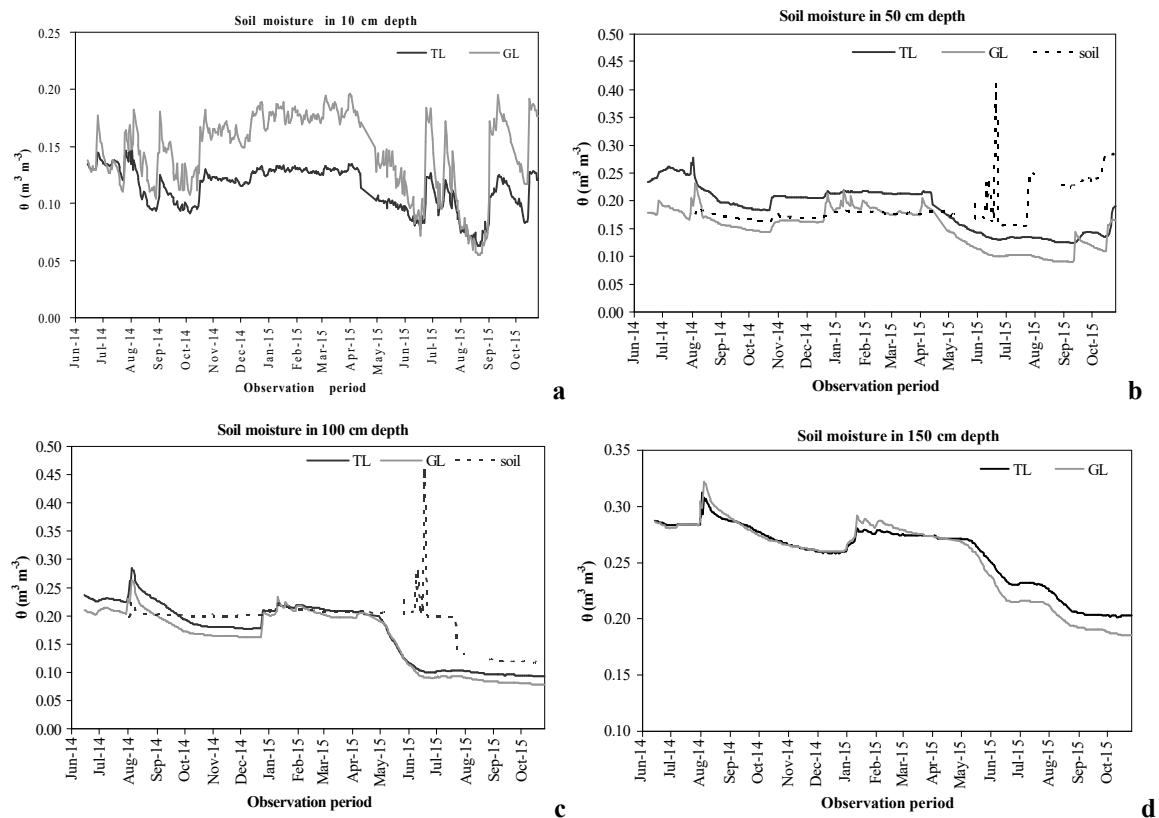 Soil moisture in 10 cm depth
TL GL
0.25
0.20
0.15
0.10
0.05
0.00
θ (m³ m⁻³)
Jun-14 Jul-14 Aug-14 Sep-14 Oct-14 Nov-14 Dec-14 Jan-15 Feb-15 Mar-15 Apr-15 May-15 Jun-15 Jul-15 Aug-15 Sep-15 Oct-15
Observation period
a
Soil moisture in 50 cm depth
TL GL soil
0.50
0.45
0.40
0.35
0.30
0.25
0.20
0.15
0.10
0.05
0.00
θ (m³ m⁻³)
Jun-14 Jul-14 Aug-14 Sep-14 Oct-14 Nov-14 Dec-14 Jan-15 Feb-15 Mar-15 Apr-15 May-15 Jun-15 Jul-15 Aug-15 Sep-15 Oct-15
Observation period
b
Soil moisture in 100 cm depth
TL GL soil
0.50
0.45
0.40
0.35
0.30
0.25
0.20
0.15
0.10
0.05
0.00
θ (m³ m⁻³)
Jun-14 Jul-14 Aug-14 Sep-14 Oct-14 Nov-14 Dec-14 Jan-15 Feb-15 Mar-15 Apr-15 May-15 Jun-15 Jul-15 Aug-15 Sep-15 Oct-15
Observation period
c
Soil moisture in 150 cm depth
TL GL
0.35
0.30
0.25
0.20
0.15
0.10
θ (m³ m⁻³)
Jun-14 Jul-14 Aug-14 Sep-14 Oct-14 Nov-14 Dec-14 Jan-15 Feb-15 Mar-15 Apr-15 May-15 Jun-15 Jul-15 Aug-15 Sep-15 Oct-15
Observation period
d